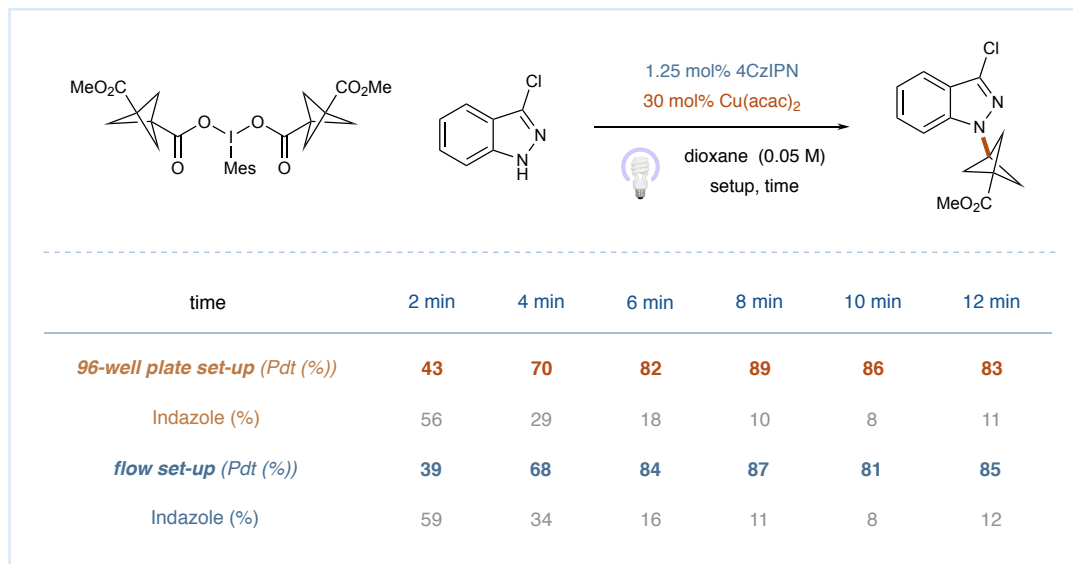 MeO2C
CO2Me
O I O
O Mes O
Cl
N
N
H
1.25 mol% 4CzIPN
30 mol% Cu(acac)2
dioxane (0.05 M)
setup, time
Cl
N
N
MeO2C
time 2 min 4 min 6 min 8 min 10 min 12 min
96-well plate set-up (Pdt (%)) 43 70 82 89 86 83
Indazole (%) 56 29 18 10 8 11
flow set-up (Pdt (%)) 39 68 84 87 81 85
Indazole (%) 59 34 16 11 8 12